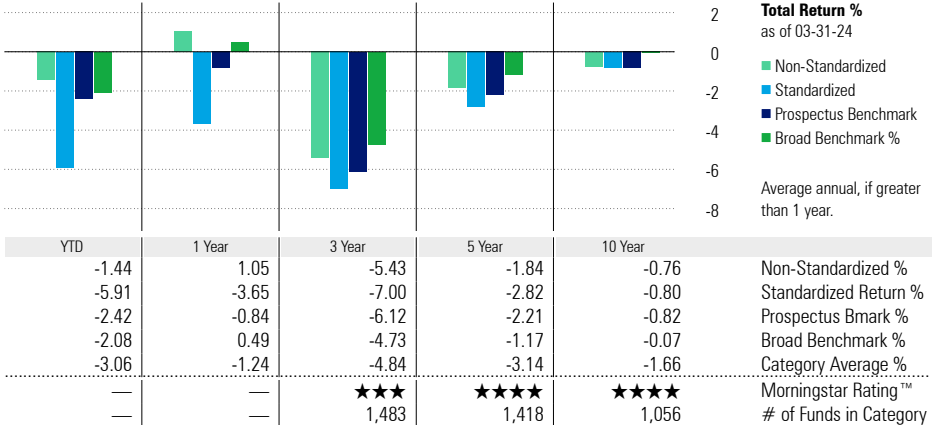 2
0
-2
-4
-6
-8
Total Return %
as of 03-31-24
Non-Standardized
Standardized
Prospectus Benchmark
Broad Benchmark %
Average annual, if greater
than 1 year.
YTD 1 Year 3 Year 5 Year 10 Year
-1.44 1.05 -5.43 -1.84 -0.76 Non-Standardized %
-5.91 -3.65 -7.00 -2.82 -0.80 Standardized Return %
-2.42 -0.84 -6.12 -2.21 -0.82 Prospectus Bmark %
-2.08 0.49 -4.73 -1.17 -0.07 Broad Benchmark %
-3.06 -1.24 -4.84 -3.14 -1.66 Category Average %
— — ★★★ ★★★★ ★★★★ Morningstar Rating™
— — 1,483 1,418 1,056 # of Funds in Category